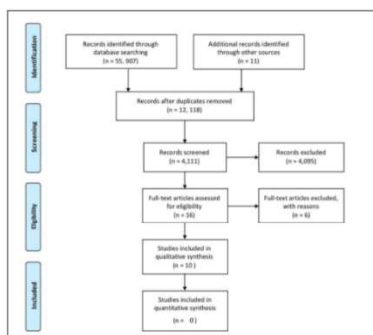 Identification
Records identified through
database searching
(n = 55, 907)
Additional records identified
through other sources
(n = 11)
Records after duplicates removed
(n = 12, 118)
Screening
Records screened
(n = 4,111)
Records excluded
(n = 4,095)
Eligibility
Full-text articles assessed
for eligibility
(n = 16)
Full-text articles excluded,
with reasons
(n = 6)
Studies included in
qualitative synthesis
(n = 10 )
Included
Studies included in
quantitative synthesis
(n = 0 )